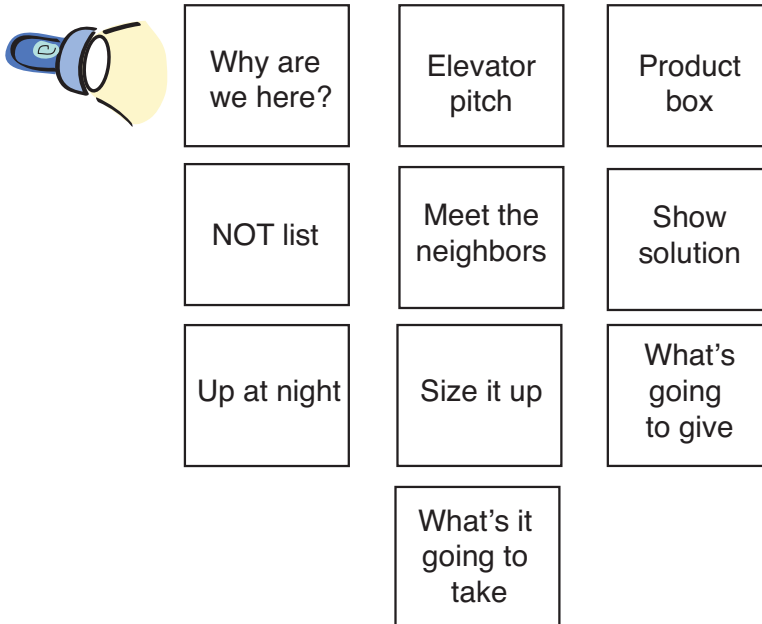 Why are
we here?
Elevator
pitch
Product
box
NOT list
Meet the
neighbors
Show
solution
Up at night
Size it up
What's
going
to give
What's it
going to
take